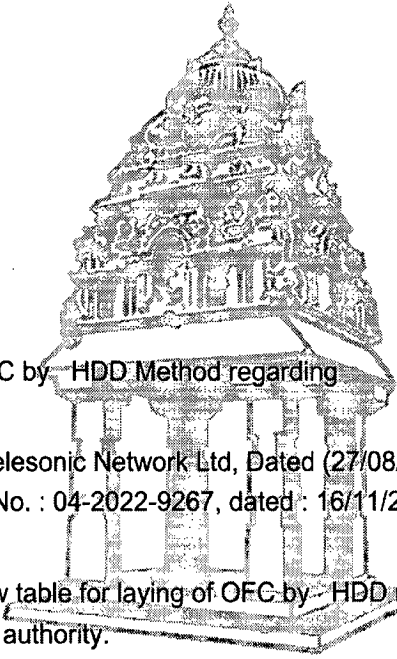 C by HDD Method regarding
elesonic Network Ltd, Dated (27/08/
No. : 04-2022-9267, dated : 16/11/2
w table for laying of OFC by HDD
authority.